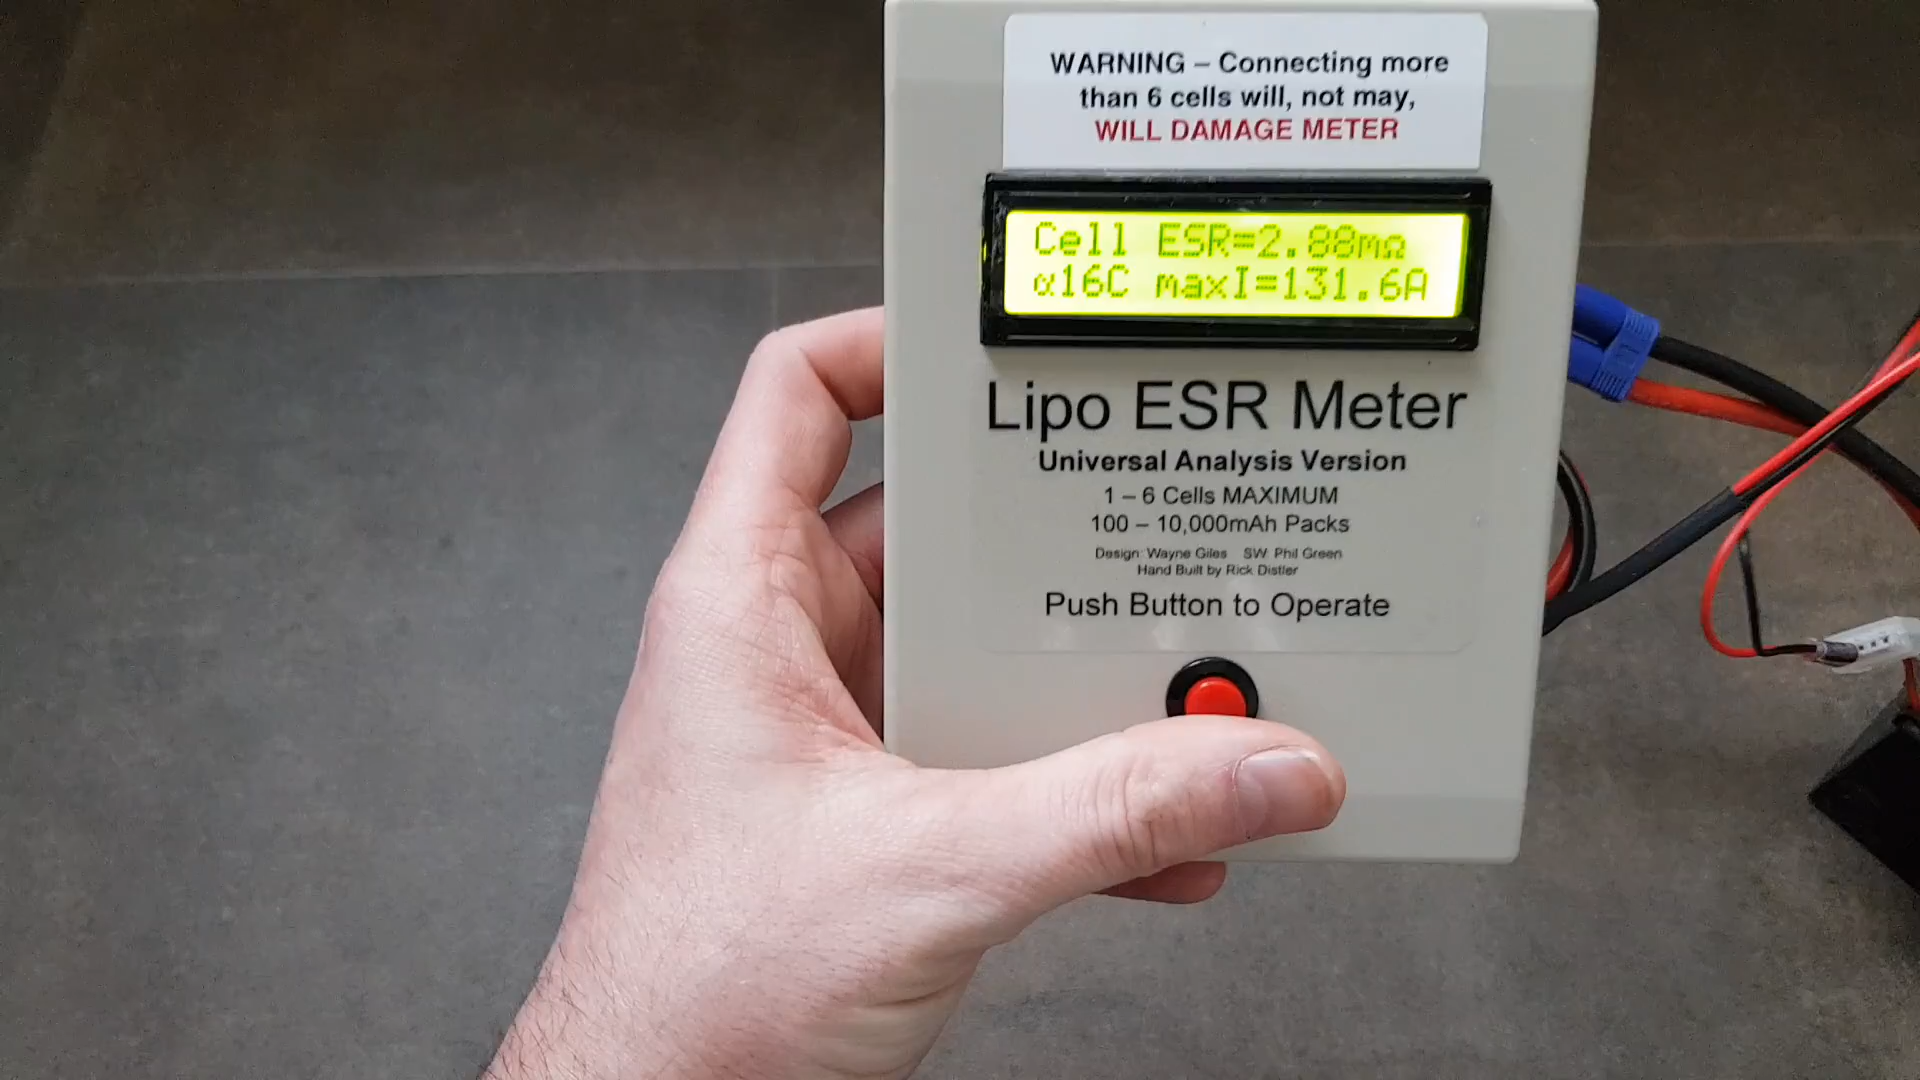 WARNING – Connecting more
than 6 cells will, not may,
WILL DAMAGE METER
Cell ESR=2.88mΩ
α16C maxI=131.6A
Lipo ESR Meter
Universal Analysis Version
1 – 6 Cells MAXIMUM
100 – 10,000mAh Packs
Design: Wayne Giles SW: Phil Green
Hand Built by Rick Distler
Push Button to Operate